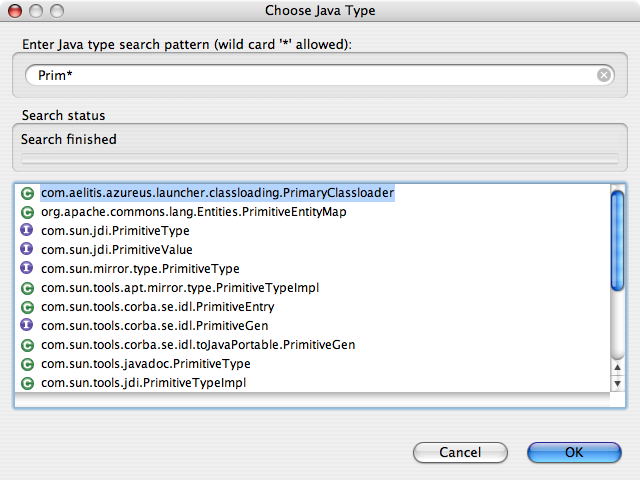 Choose Java Type
Enter Java type search pattern (wild card '*' allowed):
Prim*
Search status
Search finished
C com.aelitis.azureus.launcher.classloading.PrimaryClassloader
C org.apache.commons.lang.Entities.PrimitiveEntityMap
I com.sun.jdi.PrimitiveType
I com.sun.jdi.PrimitiveValue
I com.sun.mirror.type.PrimitiveType
C com.sun.tools.apt.mirror.type.PrimitiveTypeImpl
C com.sun.tools.corba.se.idl.PrimitiveEntry
I com.sun.tools.corba.se.idl.PrimitiveGen
C com.sun.tools.corba.se.idl.toJavaPortable.PrimitiveGen
C com.sun.tools.javadoc.PrimitiveType
C com.sun.tools.jdi.PrimitiveTypeImpl
Cancel OK